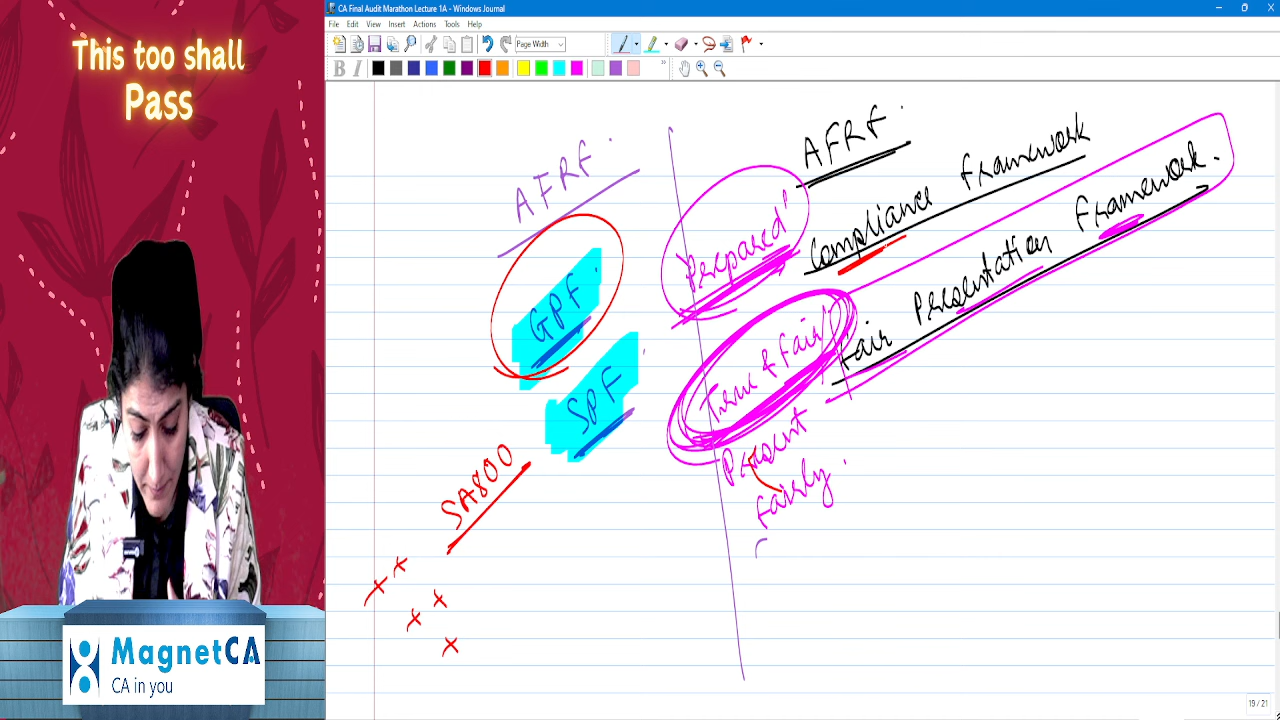 This too shall
Pass
MagnetCA
CA in you
CA Final Audit Marathon Lecture 1A - Windows Journal
File Edit View Insert Actions Tools Help
Page Width
B I
AFRF.
GPF.
SPF.
SA800
AFRF.
'Prepared'
Compliance Framework
True & fair
Fair Presentation Framework.
Present
fairly.
19 / 21